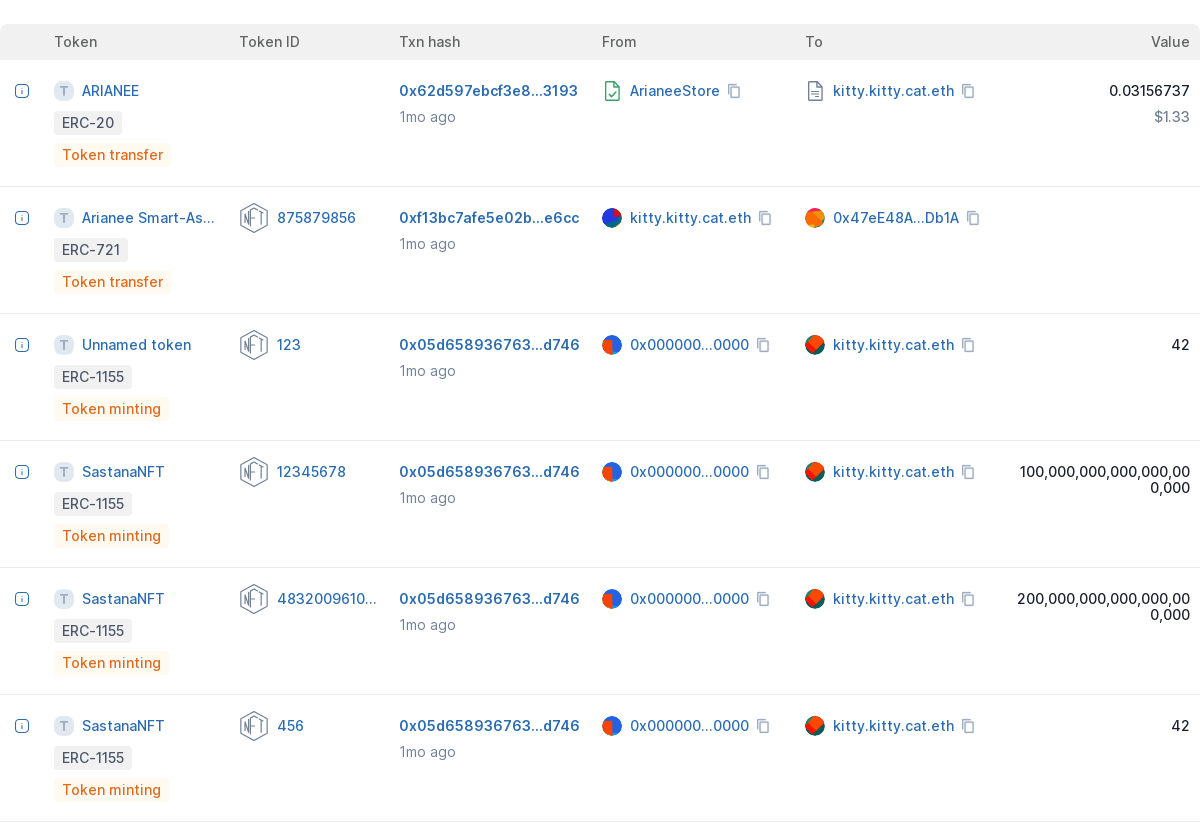 Token Token ID Txn hash From To Value
T ARIANEE 0x62d597ebcf3e8...3193 ArianeeStore kitty.kitty.cat.eth 0.03156737
1mo ago $1.33
ERC-20
Token transfer
T Arianee Smart-As... NFT 875879856 0xf13bc7afe5e02b...e6cc kitty.kitty.cat.eth 0x47eE48A...Db1A
1mo ago
ERC-721
Token transfer
T Unnamed token NFT 123 0x05d658936763...d746 0x000000...0000 kitty.kitty.cat.eth 42
1mo ago
ERC-1155
Token minting
T SastanaNFT NFT 12345678 0x05d658936763...d746 0x000000...0000 kitty.kitty.cat.eth 100,000,000,000,000,00
0,000
1mo ago
ERC-1155
Token minting
T SastanaNFT NFT 4832009610... 0x05d658936763...d746 0x000000...0000 kitty.kitty.cat.eth 200,000,000,000,000,00
0,000
1mo ago
ERC-1155
Token minting
T SastanaNFT NFT 456 0x05d658936763...d746 0x000000...0000 kitty.kitty.cat.eth 42
1mo ago
ERC-1155
Token minting